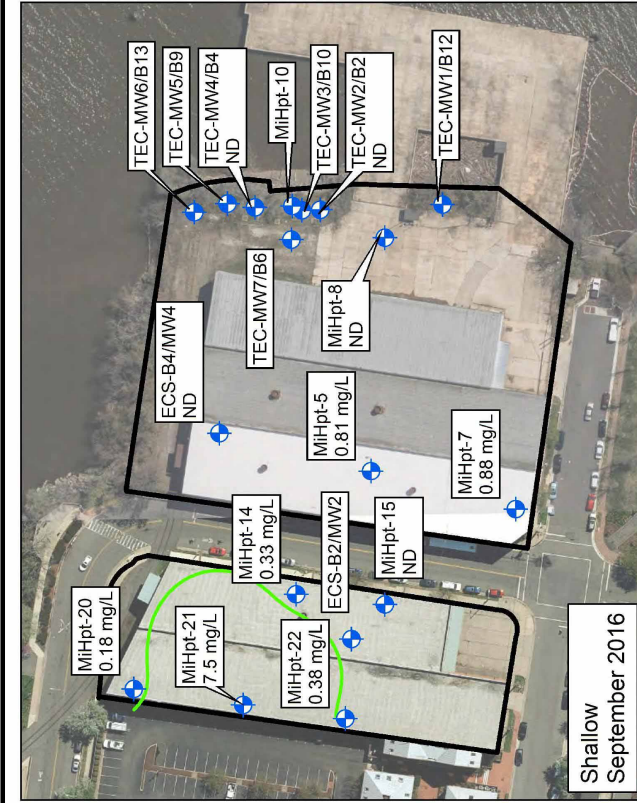 TEC-MW6/B13
TEC-MW5/B9
TEC-MW4/B4
ND
MiHpt-10
TEC-MW3/B10
TEC-MW2/B2
ND
TEC-MW1/B12
TEC-MW7/B6
MiHpt-8
ND
ECS-B4/MW4
ND
MiHpt-5
0.81 mg/L
MiHpt-7
0.88 mg/L
MiHpt-14
0.33 mg/L
ECS-B2/MW2
MiHpt-15
ND
MiHpt-20
0.18 mg/L
MiHpt-21
7.5 mg/L
MiHpt-22
0.38 mg/L
Shallow
September 2016